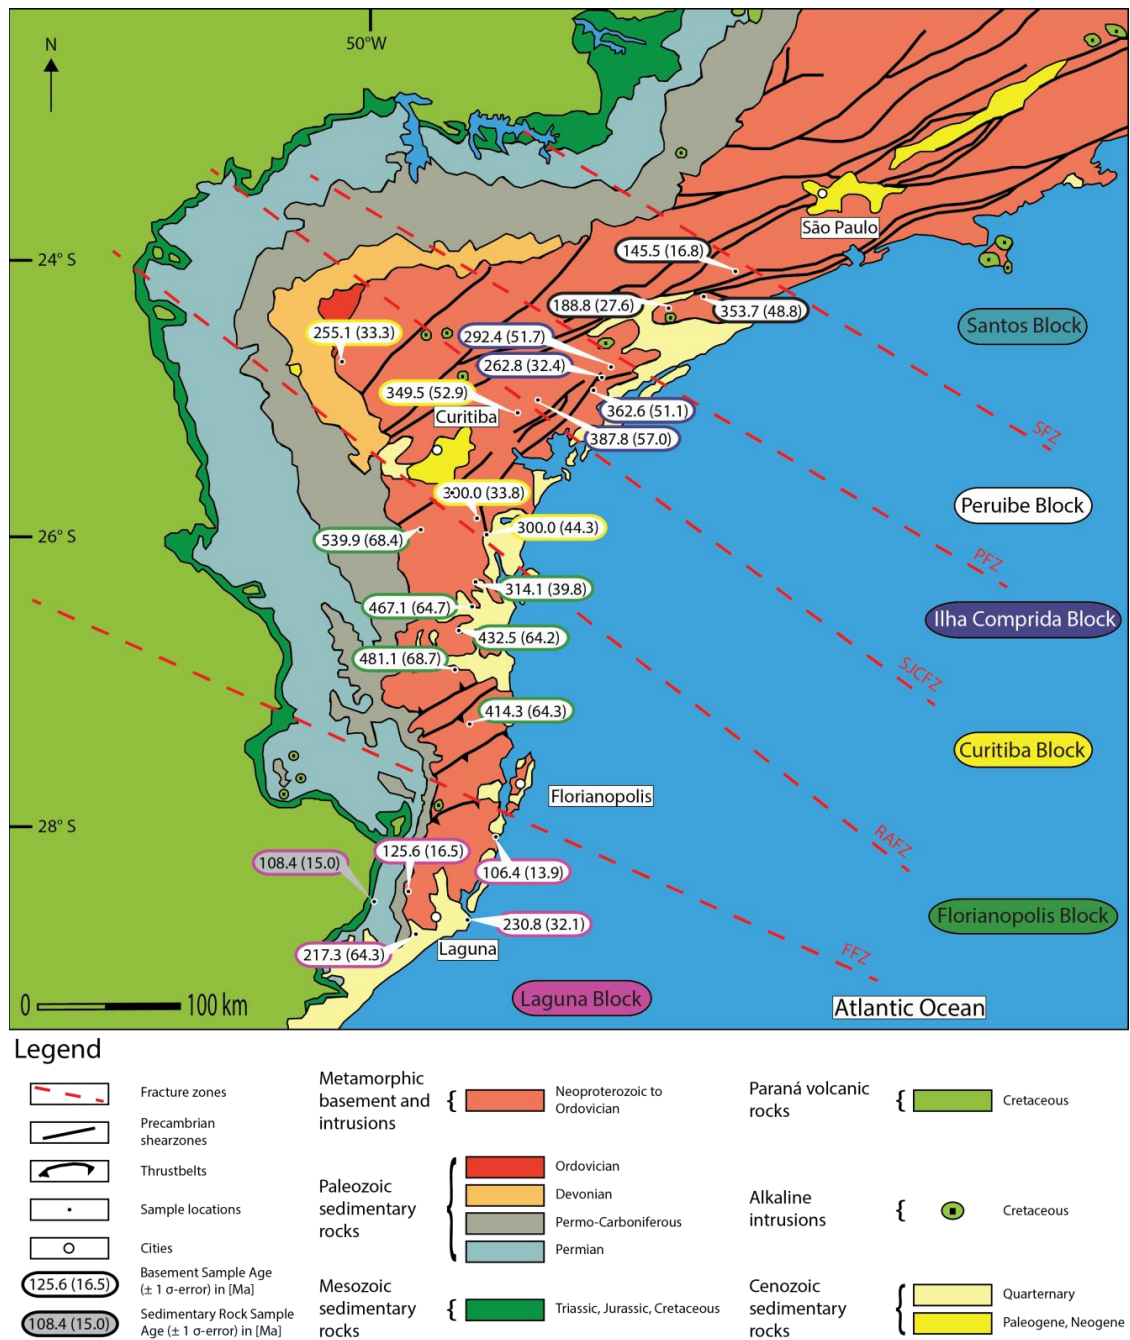 50°W
N
São Paulo
24° S
145.5 (16.8)
188.8 (27.6)
353.7 (48.8)
Santos Block
255.1 (33.3)
292.4 (51.7)
262.8 (32.4)
349.5 (52.9)
Curitiba
362.6 (51.1)
387.8 (57.0)
SFZ
300.0 (33.8)
Peruibe Block
26° S
539.9 (68.4)
300.0 (44.3)
PFZ
314.1 (39.8)
467.1 (64.7)
Ilha Comprida Block
432.5 (64.2)
481.1 (68.7)
SJCFZ
414.3 (64.3)
Curitiba Block
Florianopolis
28° S
RAFZ
125.6 (16.5)
108.4 (15.0)
106.4 (13.9)
Florianopolis Block
230.8 (32.1)
217.3 (64.3)
Laguna
FFZ
0 100 km
Laguna Block
Atlantic Ocean
Legend
Fracture zones
Precambrian
shearzones
Thrustbelts
Sample locations
Cities
125.6 (16.5)
Basement Sample Age
(± 1 σ-error) in [Ma]
108.4 (15.0)
Sedimentary Rock Sample
Age (± 1 σ-error) in [Ma]
Metamorphic
basement and
intrusions
{
Neoproterozoic to
Ordovician
Paleozoic
sedimentary
rocks
{
Ordovician
Devonian
Permo-Carboniferous
Permian
Mesozoic
sedimentary
rocks
{
Triassic, Jurassic, Cretaceous
Paraná volcanic
rocks
{
Cretaceous
Alkaline
intrusions
{
Cretaceous
Cenozoic
sedimentary
rocks
{
Quarternary
Paleogene, Neogene